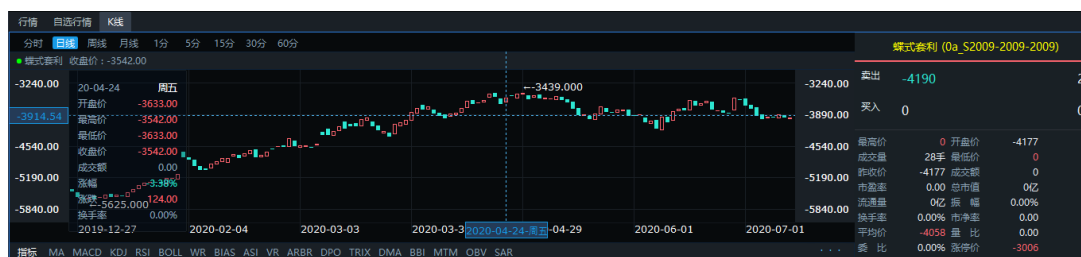 行情 自选行情 K线
分时 日线 周线 月线 1分 5分 15分 30分 60分
蝶式套利 收盘价：-3542.00
-3240.00
-3914.54
-4540.00
-5190.00
-5840.00
20-04-24 周五
开盘价 -3633.00
最高价 -3542.00
最低价 -3633.00
收盘价 -3542.00
成交额 0.00
涨幅 -3.38%
涨跌 124.00
换手率 0.00%
←-5625.000
←-3439.000
-3240.00
-3890.00
-4540.00
-5190.00
-5840.00
2019-12-27 2020-02-04 2020-03-03 2020-03-3 2020-04-24-周五 -04-29 2020-06-01 2020-07-01
指标 MA MACD KDJ RSI BOLL WR BIAS ASI VR ARBR DPO TRIX DMA BBI MTM OBV SAR ···
蝶式套利 (0a_S2009-2009-2009)
卖出 -4190 2
买入 0 0
最高价 0 开盘价 -4177
成交量 28手 最低价 0
昨收价 -4177 成交额 0
市盈率 0.00 总市值 0亿
流通量 0亿 振 幅 0.00%
换手率 0.00% 市净率 0.00
平均价 -4058 量 比 0.00
委 比 0.00% 涨停价 -3006